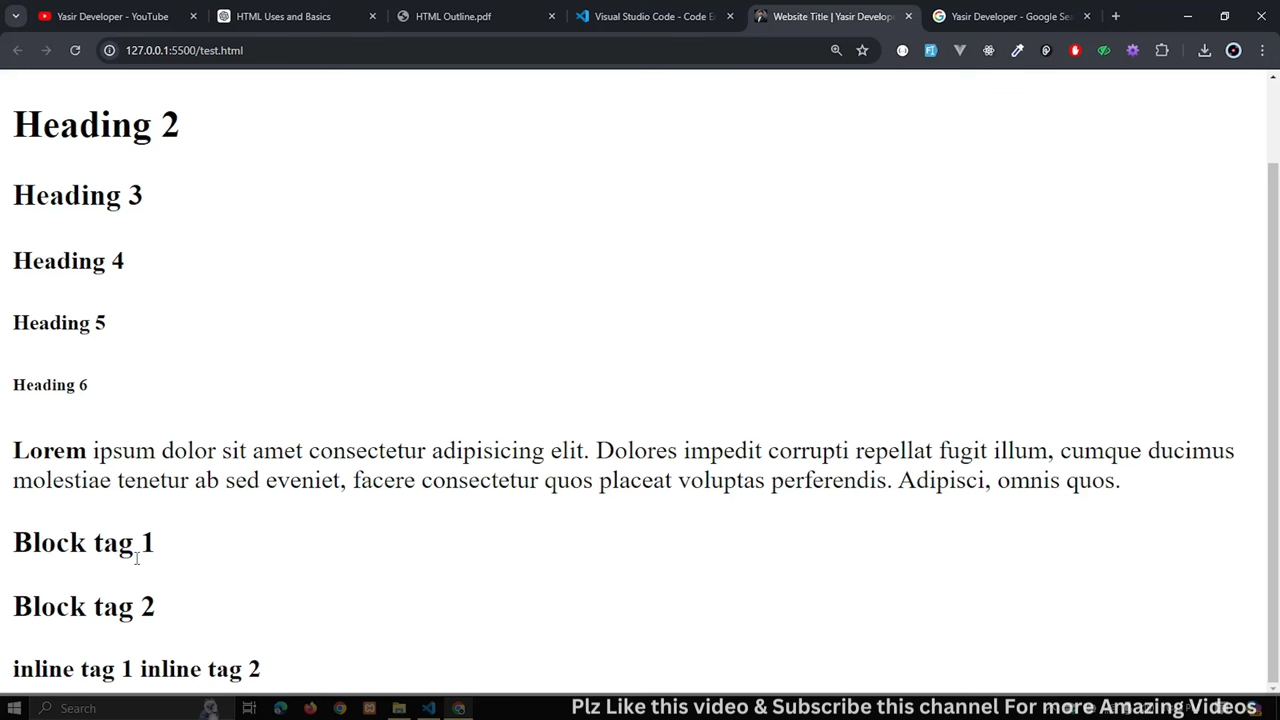 Yasir Developer - YouTube
HTML Uses and Basics
HTML Outline.pdf
Visual Studio Code - Code E
Website Title | Yasir Develop
Yasir Developer - Google Sea
127.0.0.1:5500/test.html
Heading 2
Heading 3
Heading 4
Heading 5
Heading 6
Lorem ipsum dolor sit amet consectetur adipisicing elit. Dolores impedit corrupti repellat fugit illum, cumque ducimus
molestiae tenetur ab sed eveniet, facere consectetur quos placeat voluptas perferendis. Adipisci, omnis quos.
Block tag 1
Block tag 2
inline tag 1 inline tag 2
Search
Plz Like this video & Subscribe this channel For more Amazing Videos